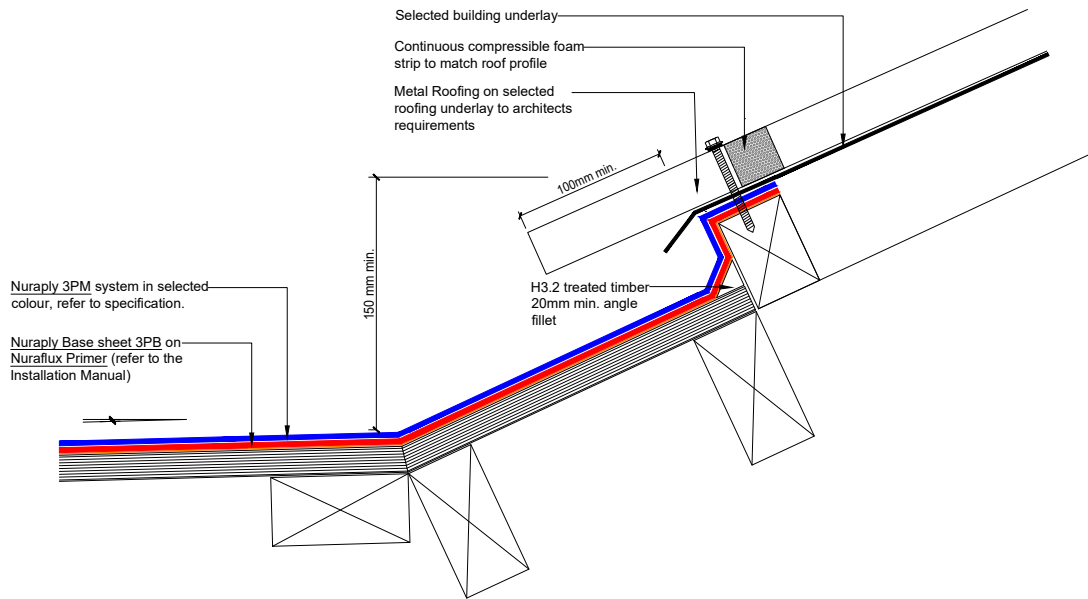 Selected building underlay
Continuous compressible foam
strip to match roof profile
Metal Roofing on selected
roofing underlay to architects
requirements
100mm min.
150 mm min.
Nuraply 3PM system in selected
colour, refer to specification.
Nuraply Base sheet 3PB on
Nuraflux Primer (refer to the
Installation Manual)
H3.2 treated timber
20mm min. angle
fillet